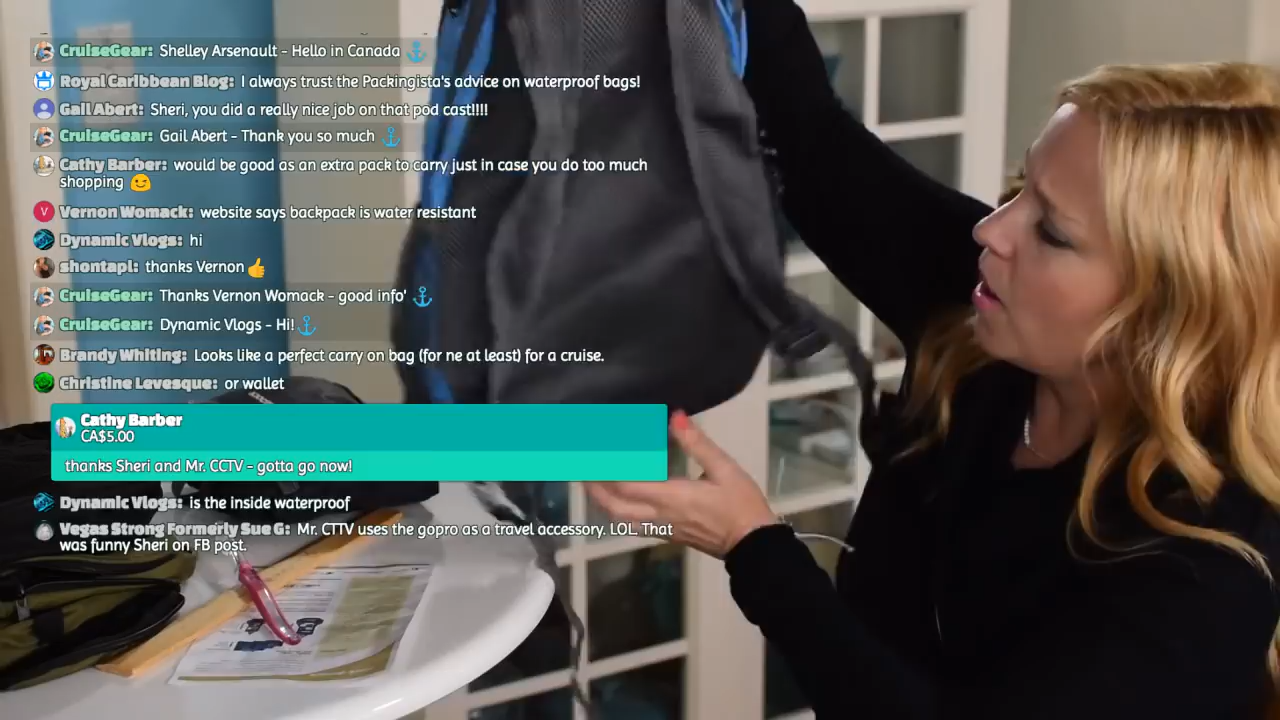 CruiseGear: Shelley Arsenault - Hello in Canada
Royal Caribbean Blog: I always trust the Packingista's advice on waterproof bags!
Gail Abert: Sheri, you did a really nice job on that pod cast!!!!
CruiseGear: Gail Abert - Thank you so much
Cathy Barber: would be good as an extra pack to carry just in case you do too much
shopping 😉
V Vernon Womack: website says backpack is water resistant
Dynamic Vlogs: hi
shontapl: thanks Vernon 👍
CruiseGear: Thanks Vernon Womack - good info'
CruiseGear: Dynamic Vlogs - Hi!
Brandy Whiting: Looks like a perfect carry on bag (for ne at least) for a cruise.
Christine Levesque: or wallet
Cathy Barber
CA$5.00
thanks Sheri and Mr. CCTV - gotta go now!
Dynamic Vlogs: is the inside waterproof
Vegas Strong Formerly Sue G: Mr. CTTV uses the gopro as a travel accessory. LOL. That
was funny Sheri on FB post.